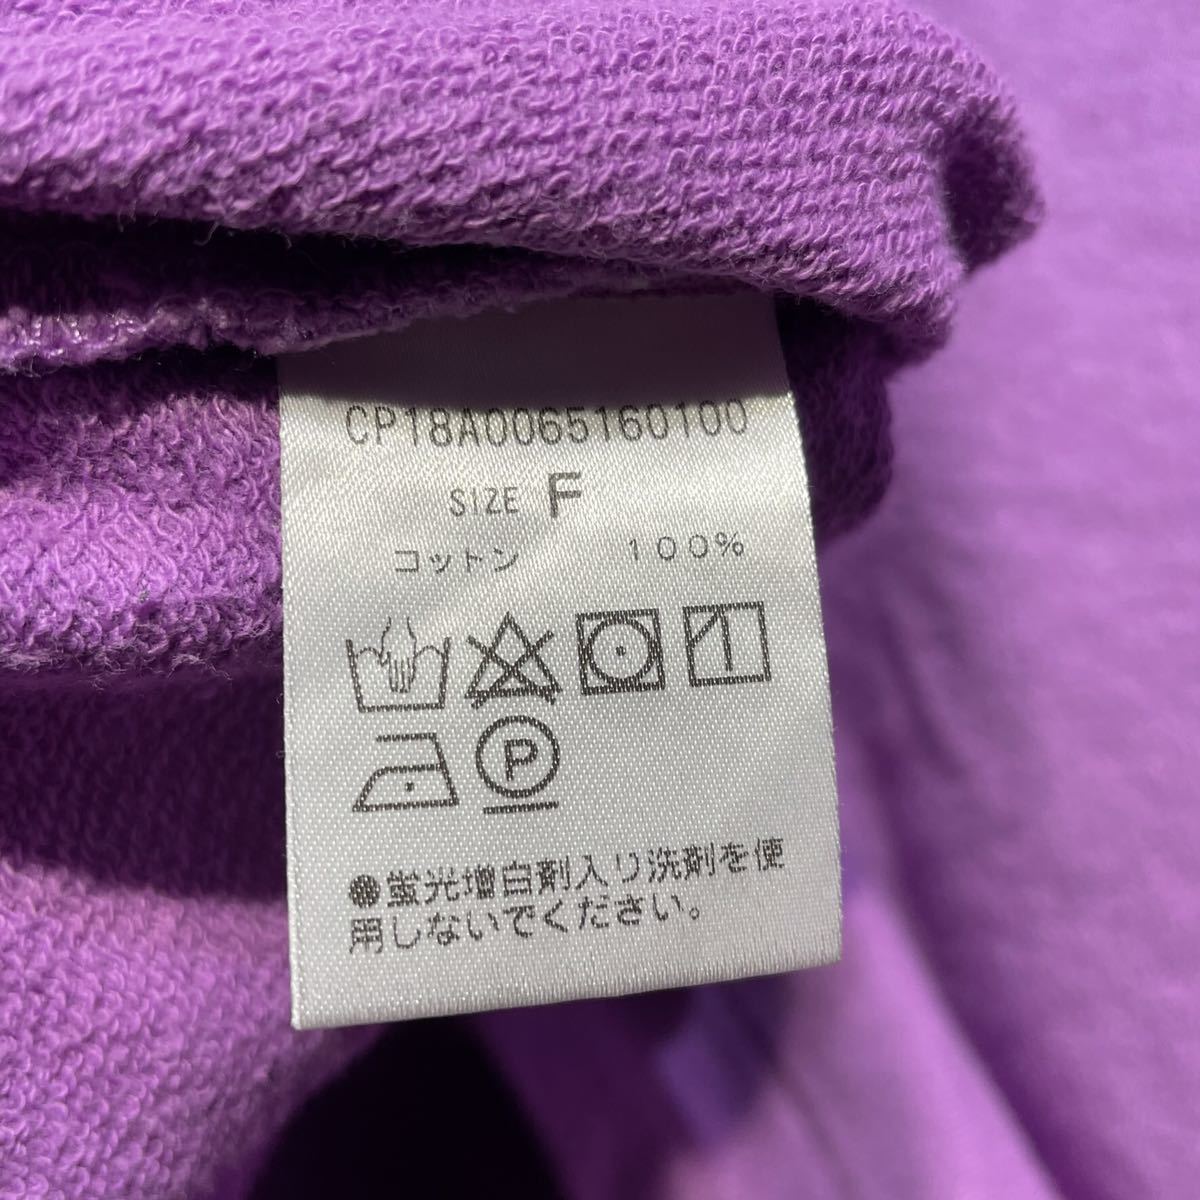 CP18A0065160100
SIZE F
コットン 100%
P
●蛍光増白剤入り洗剤を使
用しないでください。